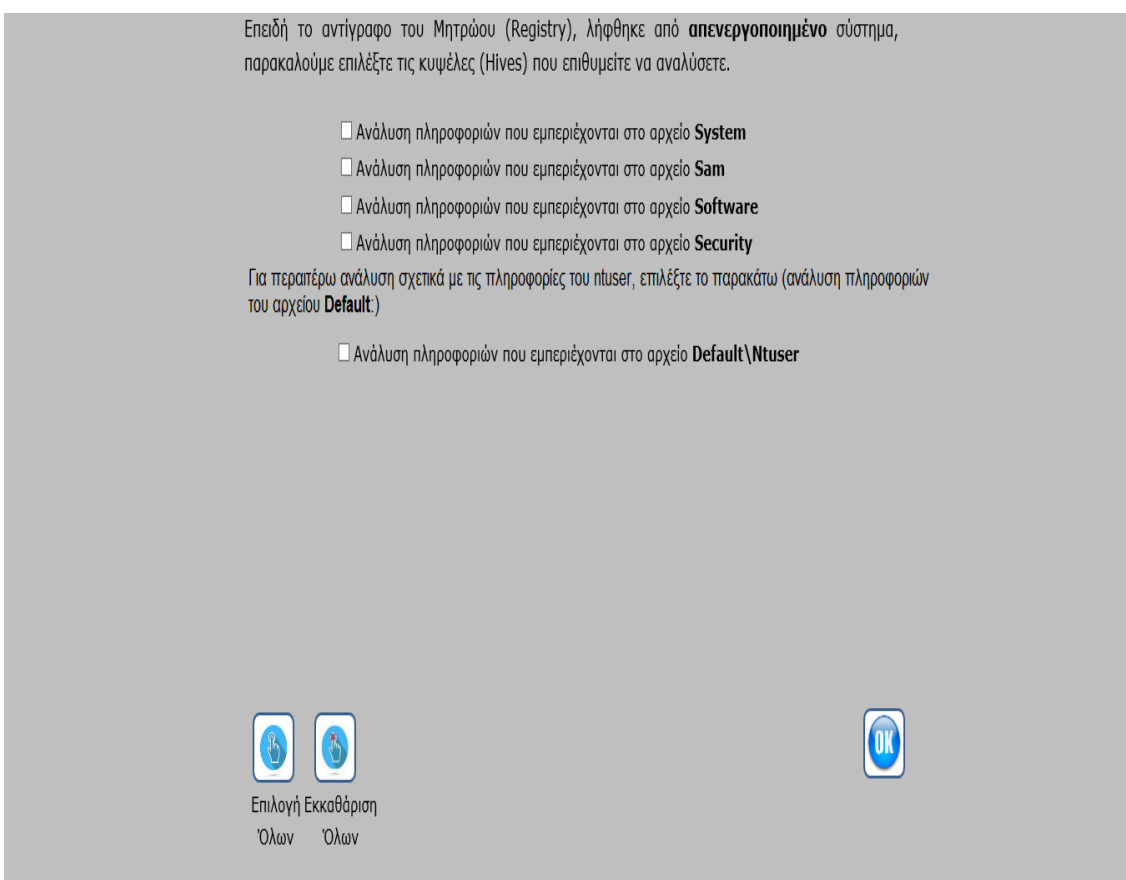 Επειδή το αντίγραφο του Μητρώου (Registry), λήφθηκε από απενεργοποιημένο σύστημα,
παρακαλούμε επιλέξτε τις κυψέλες (Hives) που επιθυμείτε να αναλύσετε.
Ανάλυση πληροφοριών που εμπεριέχονται στο αρχείο System
Ανάλυση πληροφοριών που εμπεριέχονται στο αρχείο Sam
Ανάλυση πληροφοριών που εμπεριέχονται στο αρχείο Software
Ανάλυση πληροφοριών που εμπεριέχονται στο αρχείο Security
Για περαιτέρω ανάλυση σχετικά με τις πληροφορίες του ntuser, επιλέξτε το παρακάτω (ανάλυση πληροφοριών
του αρχείου Default:)
Ανάλυση πληροφοριών που εμπεριέχονται στο αρχείο Default\Ntuser
OK
Επιλογή Εκκαθάριση
Όλων Όλων